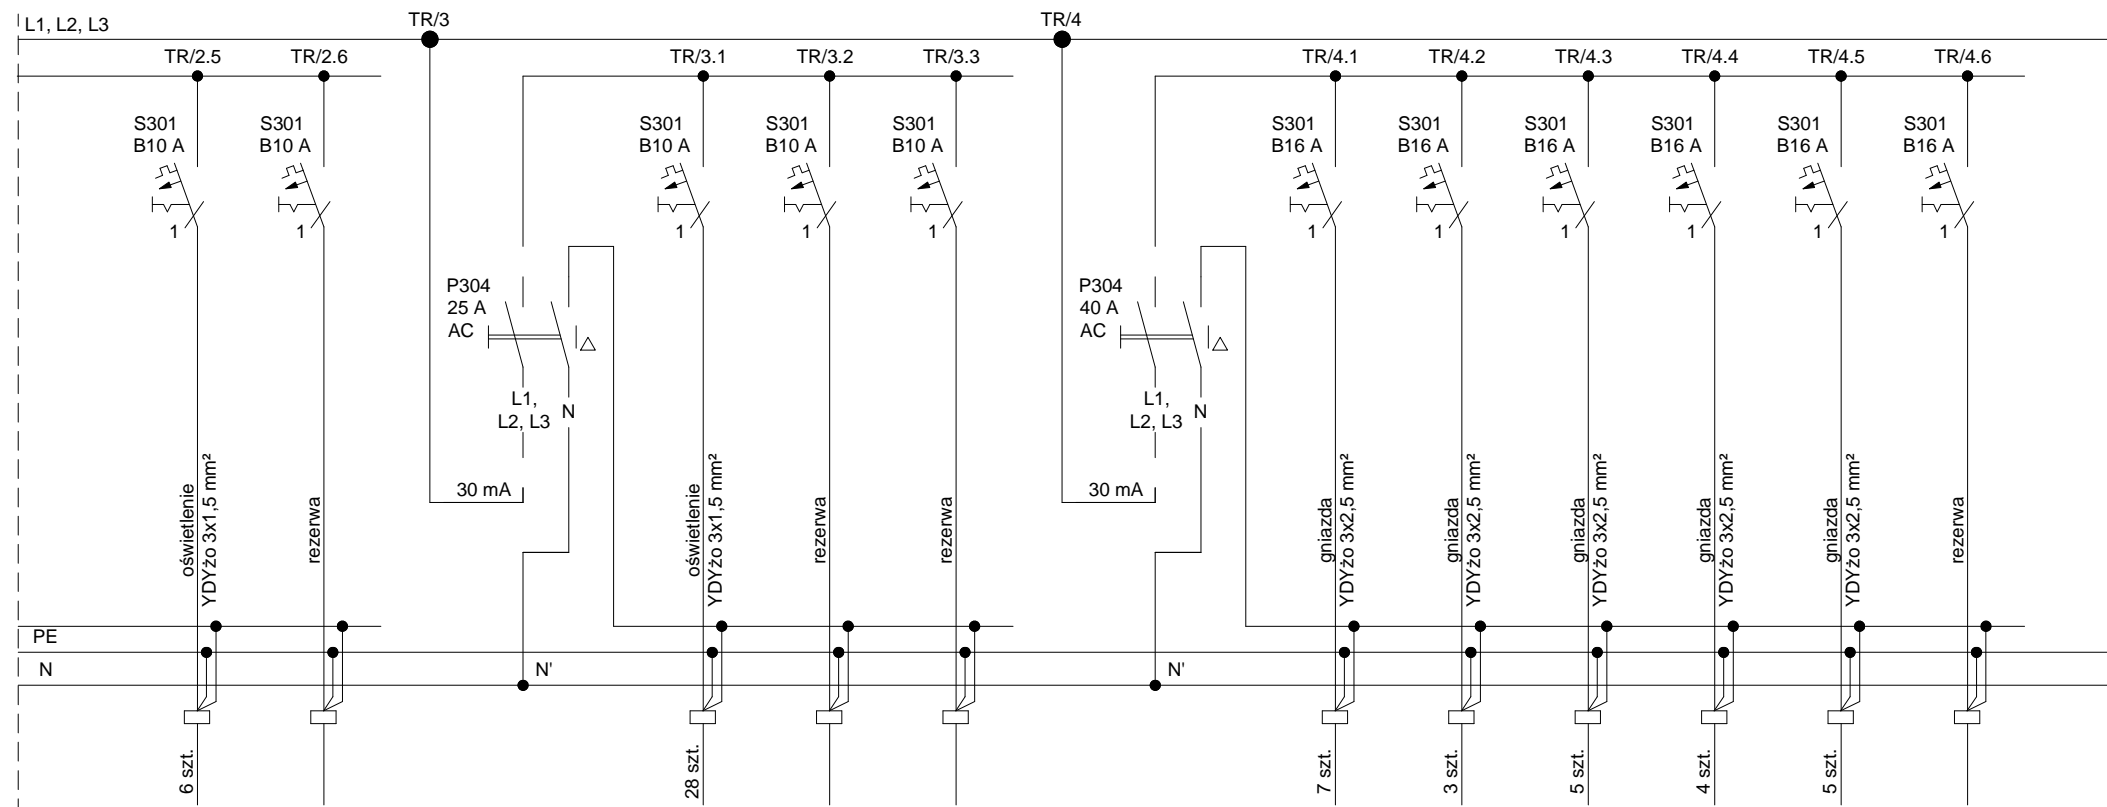 L1, L2, L3
TR/3
TR/4
TR/2.5
TR/2.6
TR/3.1
TR/3.2
TR/3.3
TR/4.1
TR/4.2
TR/4.3
TR/4.4
TR/4.5
TR/4.6
S301
B10 A
1
S301
B10 A
1
S301
B10 A
1
S301
B10 A
1
S301
B10 A
1
S301
B16 A
1
S301
B16 A
1
S301
B16 A
1
S301
B16 A
1
S301
B16 A
1
S301
B16 A
1
P304
25 A
AC
L1,
L2, L3
N
30 mA
P304
40 A
AC
L1,
L2, L3
N
30 mA
oświetlenie
YDYżo 3x1,5 mm²
rezerwa
oświetlenie
YDYżo 3x1,5 mm²
rezerwa
rezerwa
gniazda
YDYżo 3x2,5 mm²
gniazda
YDYżo 3x2,5 mm²
gniazda
YDYżo 3x2,5 mm²
gniazda
YDYżo 3x2,5 mm²
gniazda
YDYżo 3x2,5 mm²
rezerwa
PE
N
N'
N'
6 szt.
28 szt.
7 szt.
3 szt.
5 szt.
4 szt.
5 szt.